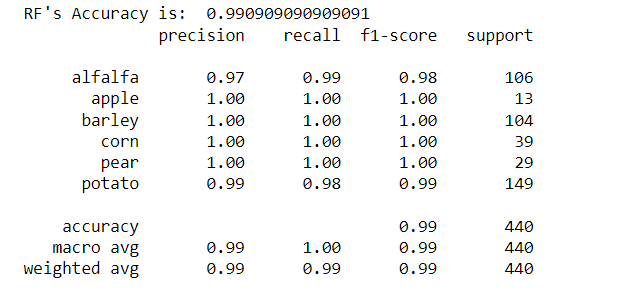 RF's Accuracy is:  0.990909090909091
              precision    recall  f1-score   support

     alfalfa       0.97      0.99      0.98       106
       apple       1.00      1.00      1.00        13
      barley       1.00      1.00      1.00       104
        corn       1.00      1.00      1.00        39
        pear       1.00      1.00      1.00        29
      potato       0.99      0.98      0.99       149

    accuracy                           0.99       440
   macro avg       0.99      1.00      0.99       440
weighted avg       0.99      0.99      0.99       440